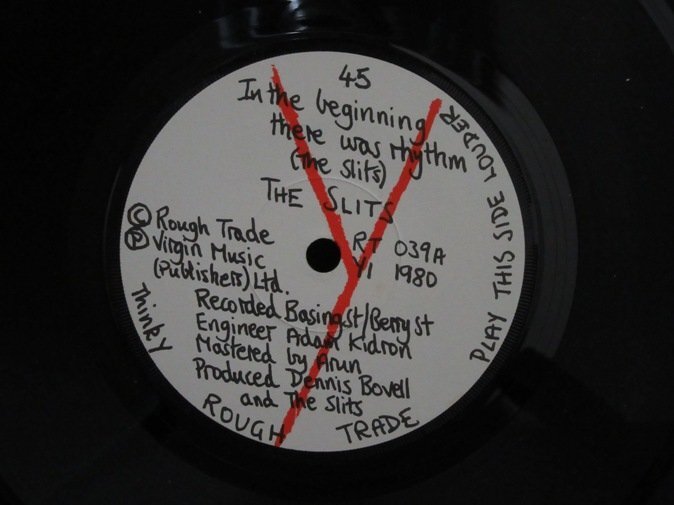 45
In the beginning
there was rhythm
(The Slits)
THE SLITS
© Rough Trade
℗ Virgin Music
(Publishers) Ltd.
RT 039A
Y1 1980
Recorded Basing St/Berry St
Engineer Adam Kidron
Mastered by Arun
Produced Dennis Bovell
and The Slits
ROUGH TRADE
Thinky
PLAY THIS SIDE LOUDER